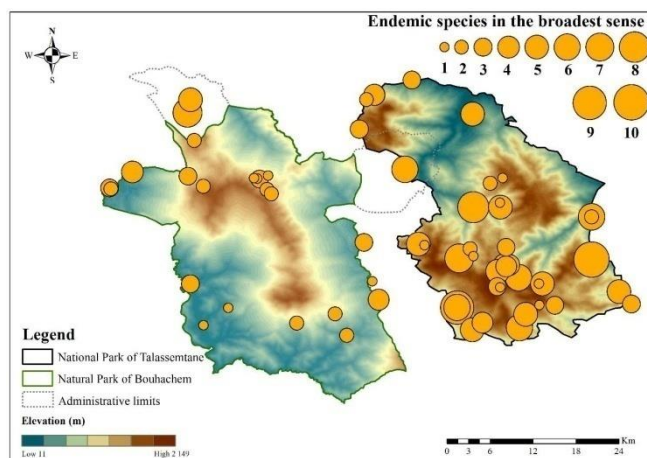 Endemic species in the broadest sense
N
W E
S
1 2 3 4 5 6 7 8
9 10
Legend
National Park of Talassemtane
Natural Park of Bouhachem
Administrative limits
Elevation (m)
Low 11 High 2 149
Km
0 3 6 12 18 24